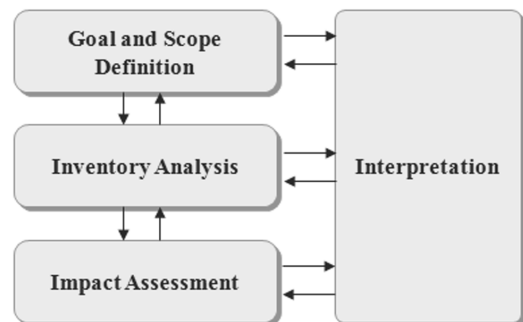 Goal and Scope
Definition
Inventory Analysis
Interpretation
Impact Assessment